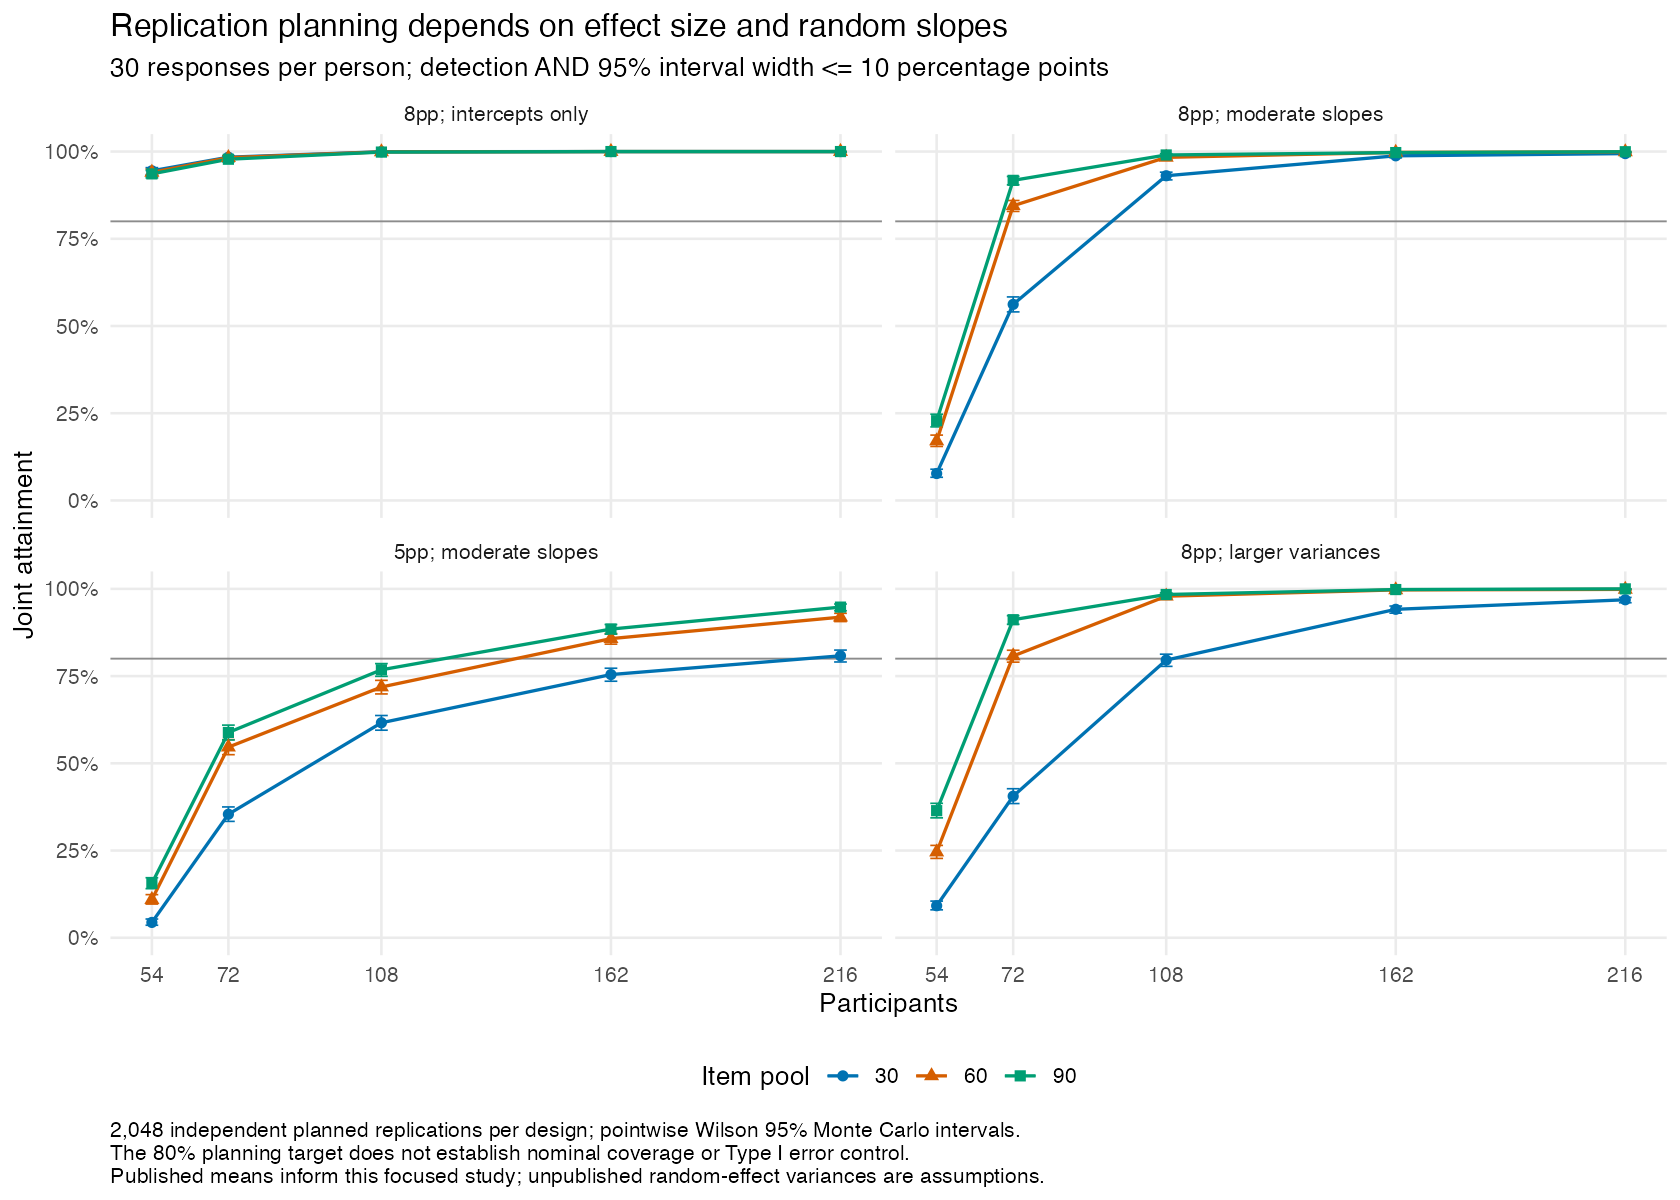 Replication planning depends on effect size and random slopes
30 responses per person; detection AND 95% interval width <= 10 percentage points
8pp; intercepts only
8pp; moderate slopes
100%
75%
50%
25%
0%
5pp; moderate slopes
8pp; larger variances
100%
75%
50%
25%
0%
Joint attainment
54 72 108 162 216
54 72 108 162 216
Participants
Item pool 30 60 90
2,048 independent planned replications per design; pointwise Wilson 95% Monte Carlo intervals.
The 80% planning target does not establish nominal coverage or Type I error control.
Published means inform this focused study; unpublished random-effect variances are assumptions.